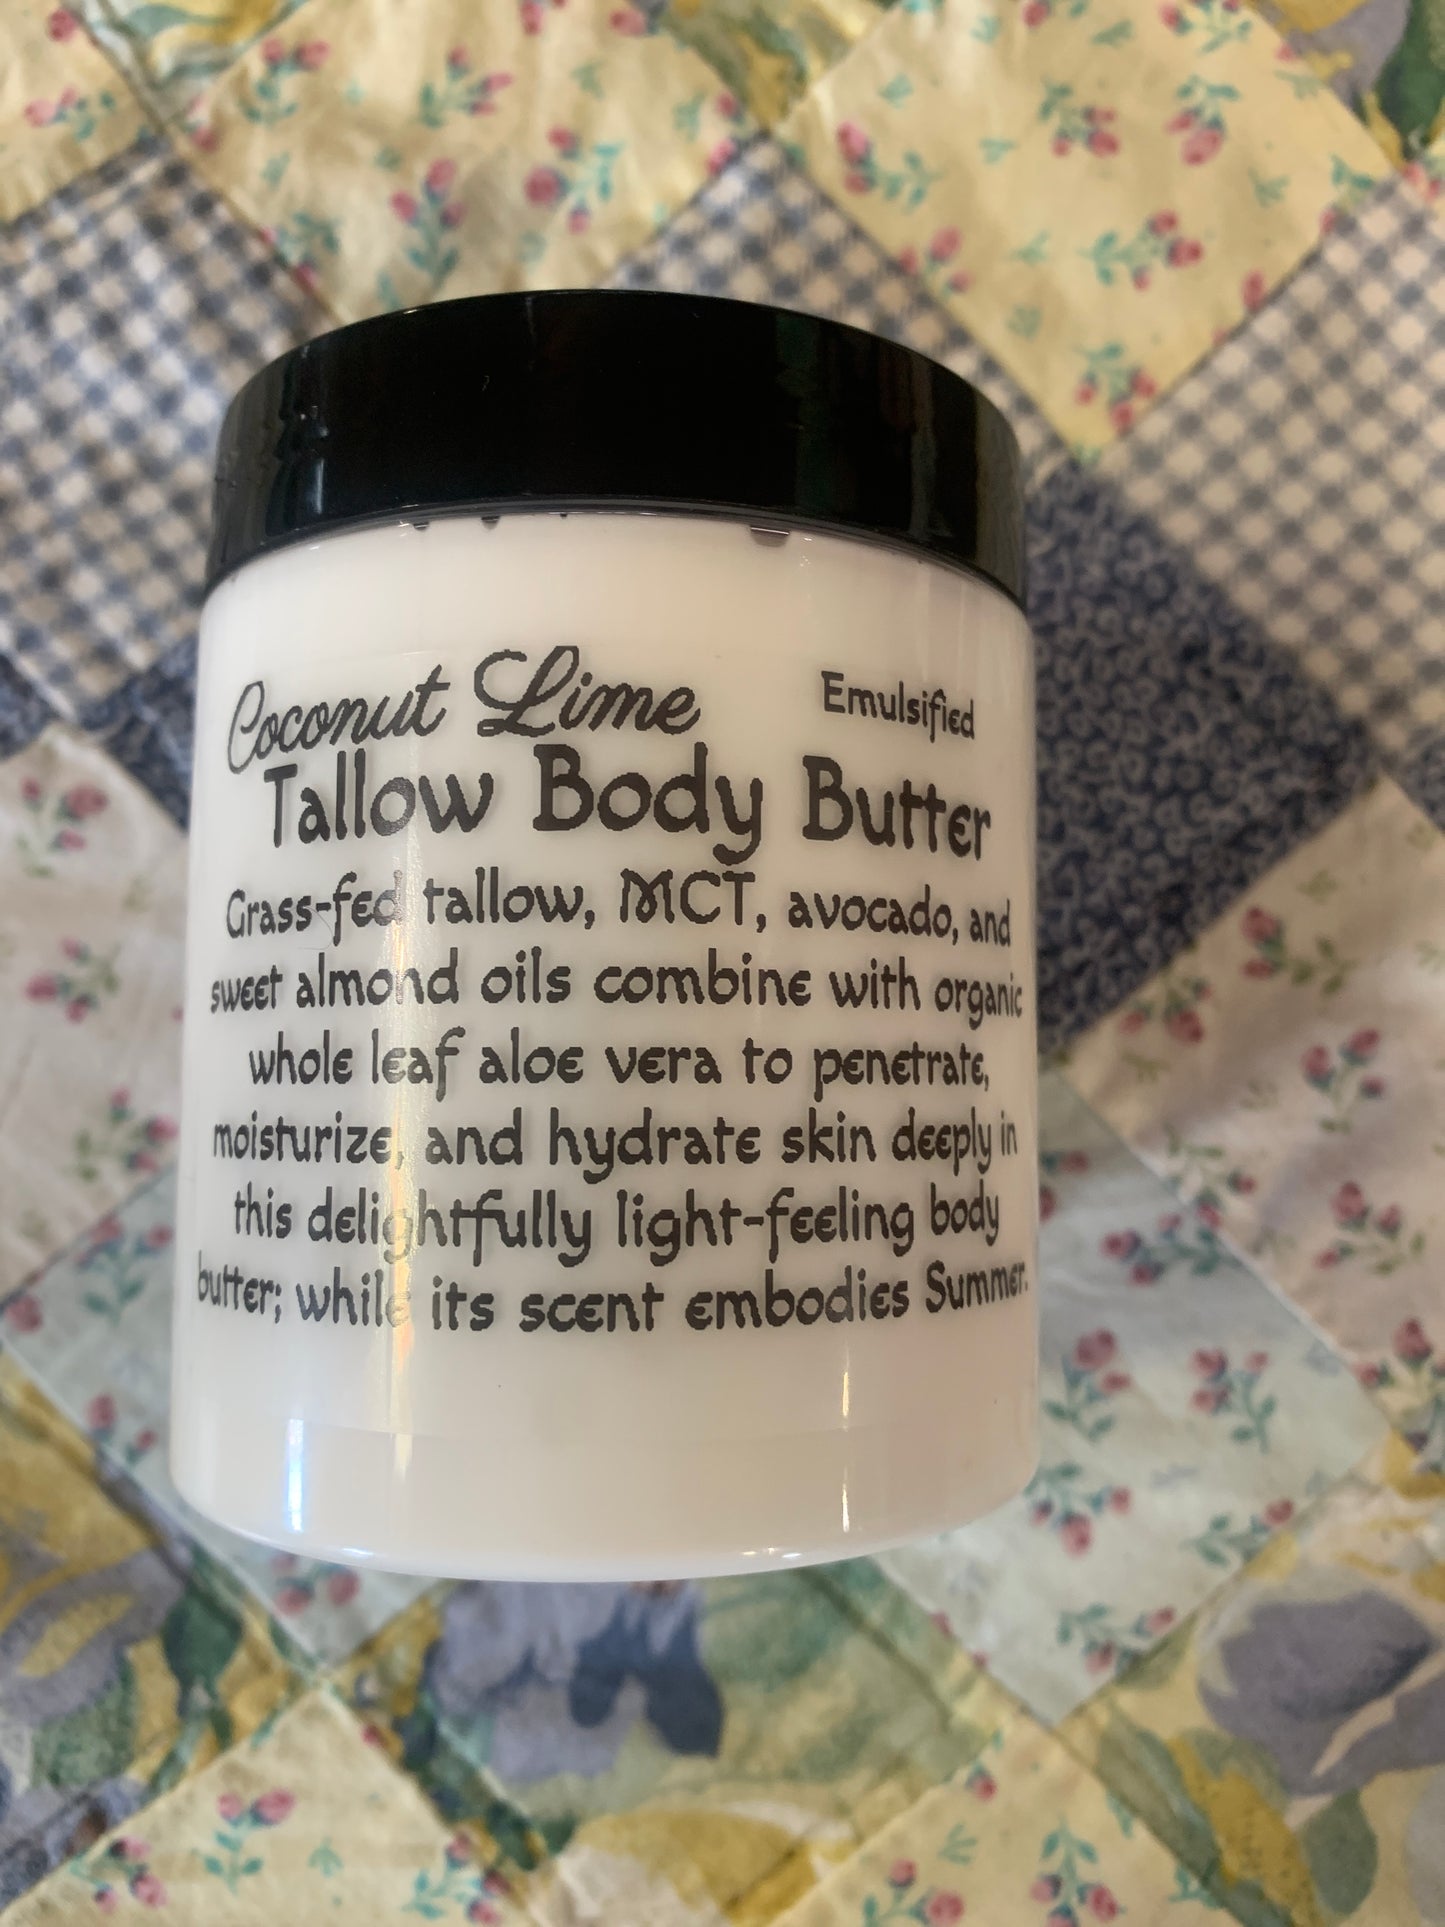 Coconut Lime
Emulsified
Tallow Body Butter
Grass-fed tallow, MCT, avocado, and
sweet almond oils combine with organic
whole leaf aloe vera to penetrate,
moisturize, and hydrate skin deeply in
this delightfully light-feeling body
butter; while its scent embodies Summer.